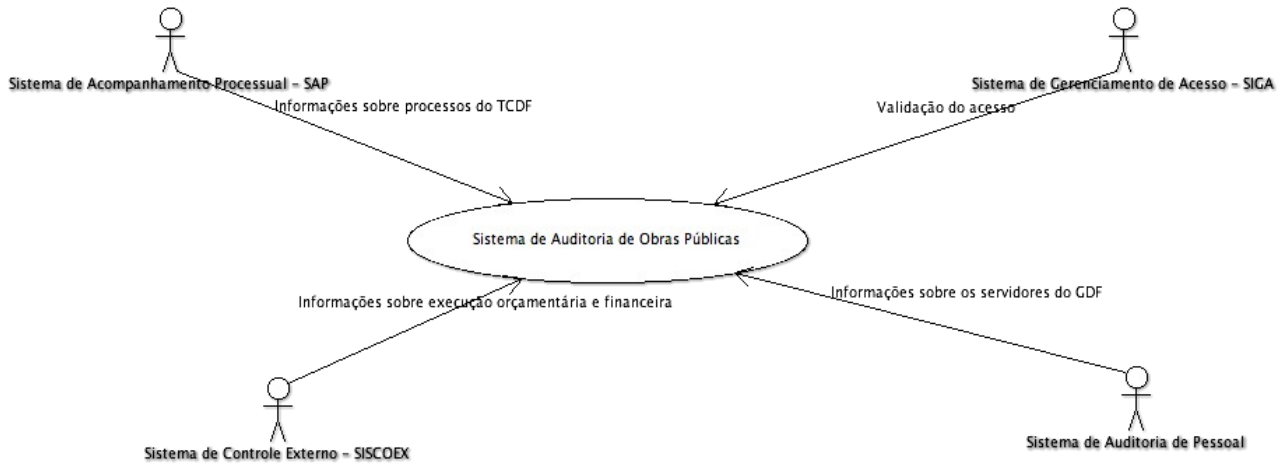 Sistema de Acompanhamento Processual - SAP
Sistema de Gerenciamento de Acesso - SIGA
Informações sobre processos do TCDF
Validação do acesso
Sistema de Auditoria de Obras Públicas
Informações sobre execução orçamentária e financeira
Informações sobre os servidores do GDF
Sistema de Controle Externo - SISCOEX
Sistema de Auditoria de Pessoal